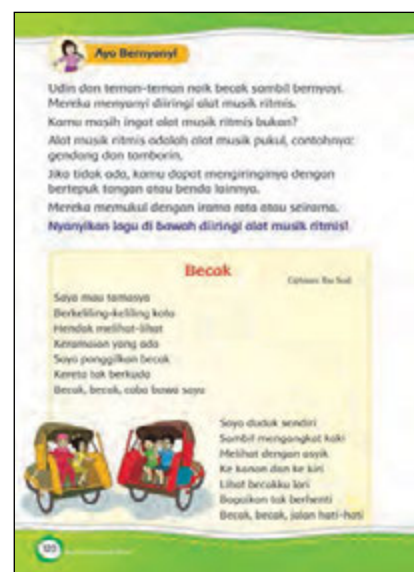 Ayo Bernyanyi
Udin dan teman-teman naik becak sambil bernyayi.
Mereka menyanyi diiringi alat musik ritmis.
Kamu masih ingat alat musik ritmis bukan?
Alat musik ritmis adalah alat musik pukul, contohnya:
gendang dan tamborin.
Jika tidak ada, kamu dapat mengiringinya dengan
bertepuk tangan atau benda lainnya.
Mereka memukul dengan irama rata atau seirama.
Nyanyikan lagu di bawah diiringi alat musik ritmis!
Becak
Ciptaan: Ibu Sud
Saya mau tamasya
Berkeliling-keliling kota
Hendak melihat-lihat
Keramaian yang ada
Saya panggilkan becak
Kereta tak berkuda
Becak, becak, coba bawa saya
Saya duduk sendiri
Sambil mengangkat kaki
Melihat dengan asyik
Ke kanan dan ke kiri
Lihat becakku lari
Bagaikan tak berhenti
Becak, becak, jalan hati-hati